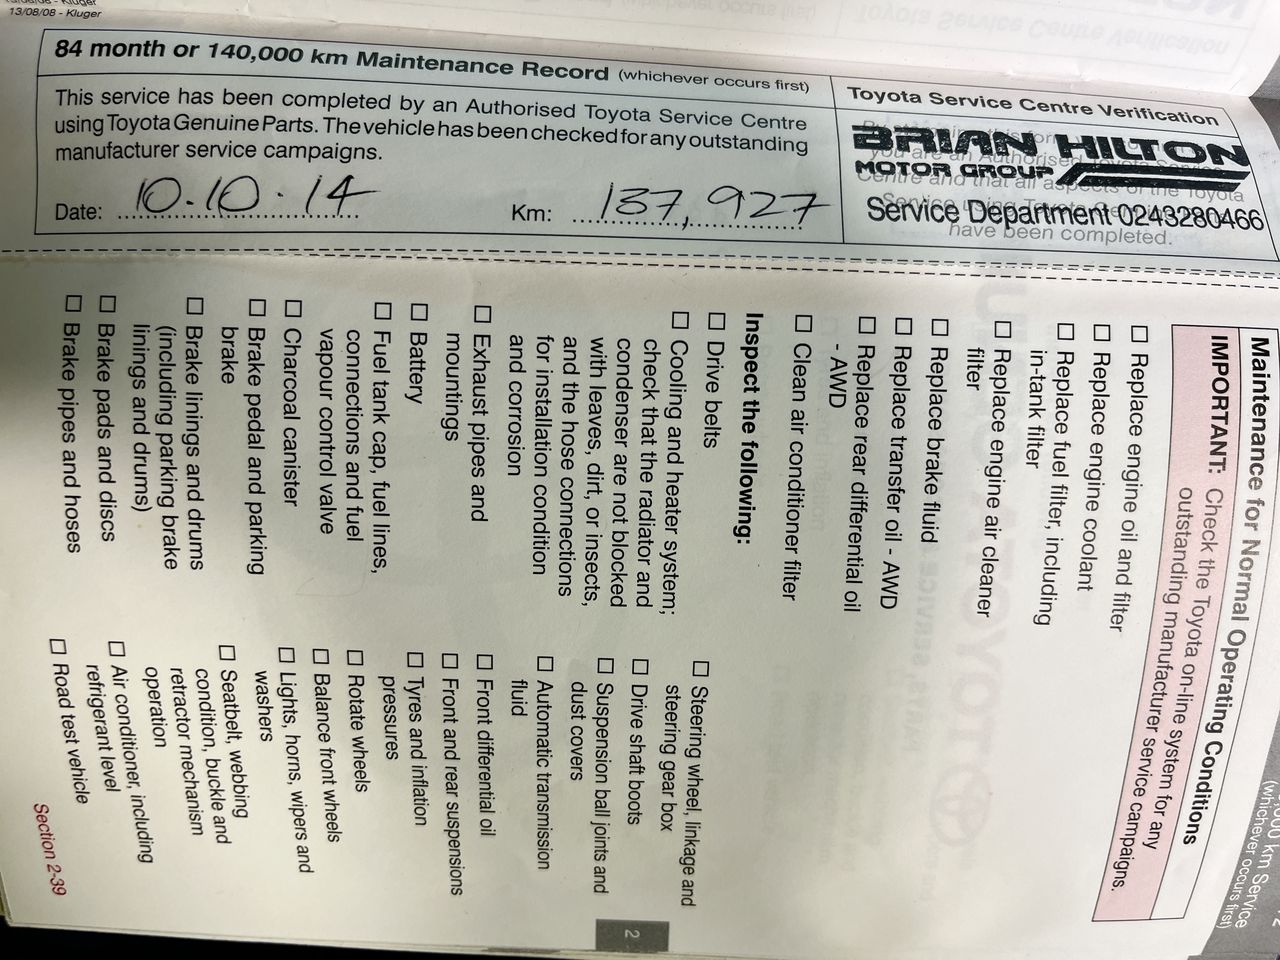 13/08/08 - Kluger
84 month or 140,000 km Maintenance Record (whichever occurs first)
This service has been completed by an Authorised Toyota Service Centre
using Toyota Genuine Parts. The vehicle has been checked for any outstanding
manufacturer service campaigns.
Date: 10.10.14 Km: 137,927
Toyota Service Centre Verification
BRIAN HILTON
MOTOR GROUP
Service Department 0243280466
have been completed.
km Service
(whichever occurs first)
Maintenance for Normal Operating Conditions
IMPORTANT: Check the Toyota on-line system for any
outstanding manufacturer service campaigns.
☐ Replace engine oil and filter
☐ Replace engine coolant
☐ Replace fuel filter, including
in-tank filter
☐ Replace engine air cleaner
filter
☐ Replace brake fluid
☐ Replace transfer oil - AWD
☐ Replace rear differential oil
- AWD
☐ Clean air conditioner filter
Inspect the following:
☐ Drive belts
☐ Cooling and heater system;
check that the radiator and
condenser are not blocked
with leaves, dirt, or insects,
and the hose connections
for installation condition
and corrosion
☐ Exhaust pipes and
mountings
☐ Battery
☐ Fuel tank cap, fuel lines,
connections and fuel
vapour control valve
☐ Charcoal canister
☐ Brake pedal and parking
brake
☐ Brake linings and drums
(including parking brake
linings and drums)
☐ Brake pads and discs
☐ Brake pipes and hoses
☐ Steering wheel, linkage and
steering gear box
☐ Drive shaft boots
☐ Suspension ball joints and
dust covers
☐ Automatic transmission
fluid
☐ Front differential oil
☐ Front and rear suspensions
☐ Tyres and inflation
pressures
☐ Rotate wheels
☐ Balance front wheels
☐ Lights, horns, wipers and
washers
☐ Seatbelt, webbing
condition, buckle and
retractor mechanism
operation
☐ Air conditioner, including
refrigerant level
☐ Road test vehicle
Section 2-39
2